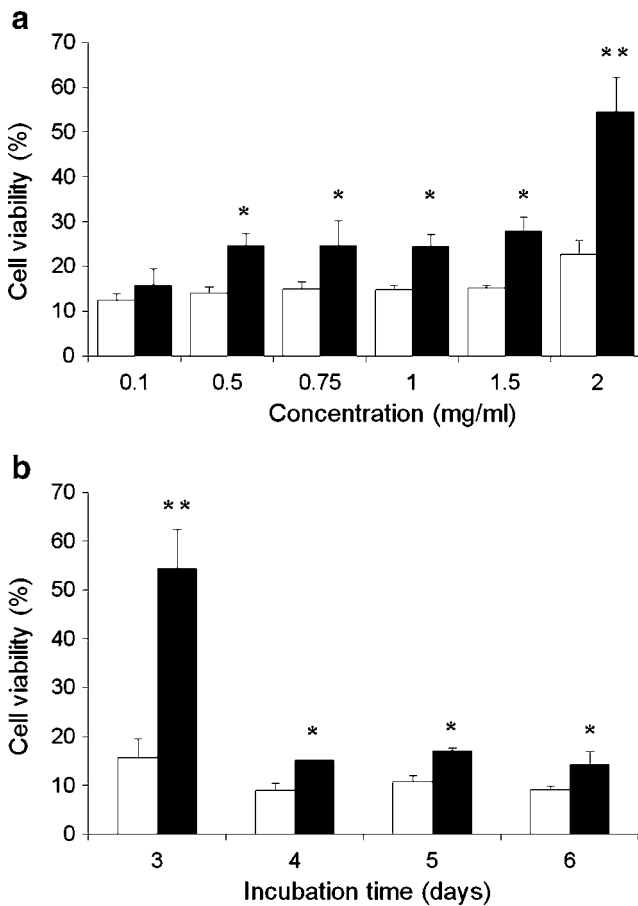 a
Cell viability (%)
70
60
50
40
30
20
10
0
* * * * **
0.1 0.5 0.75 1 1.5 2
Concentration (mg/ml)
b
Cell viability (%)
70
60
50
40
30
20
10
0
** * * *
3 4 5 6
Incubation time (days)